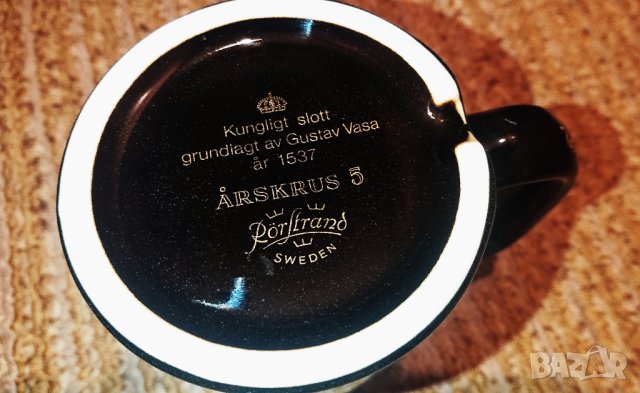 Kungligt slott
grundlagt av Gustav Vasa
år 1537
ÅRSKRUS 5
Rörstrand
SWEDEN
BAZAR